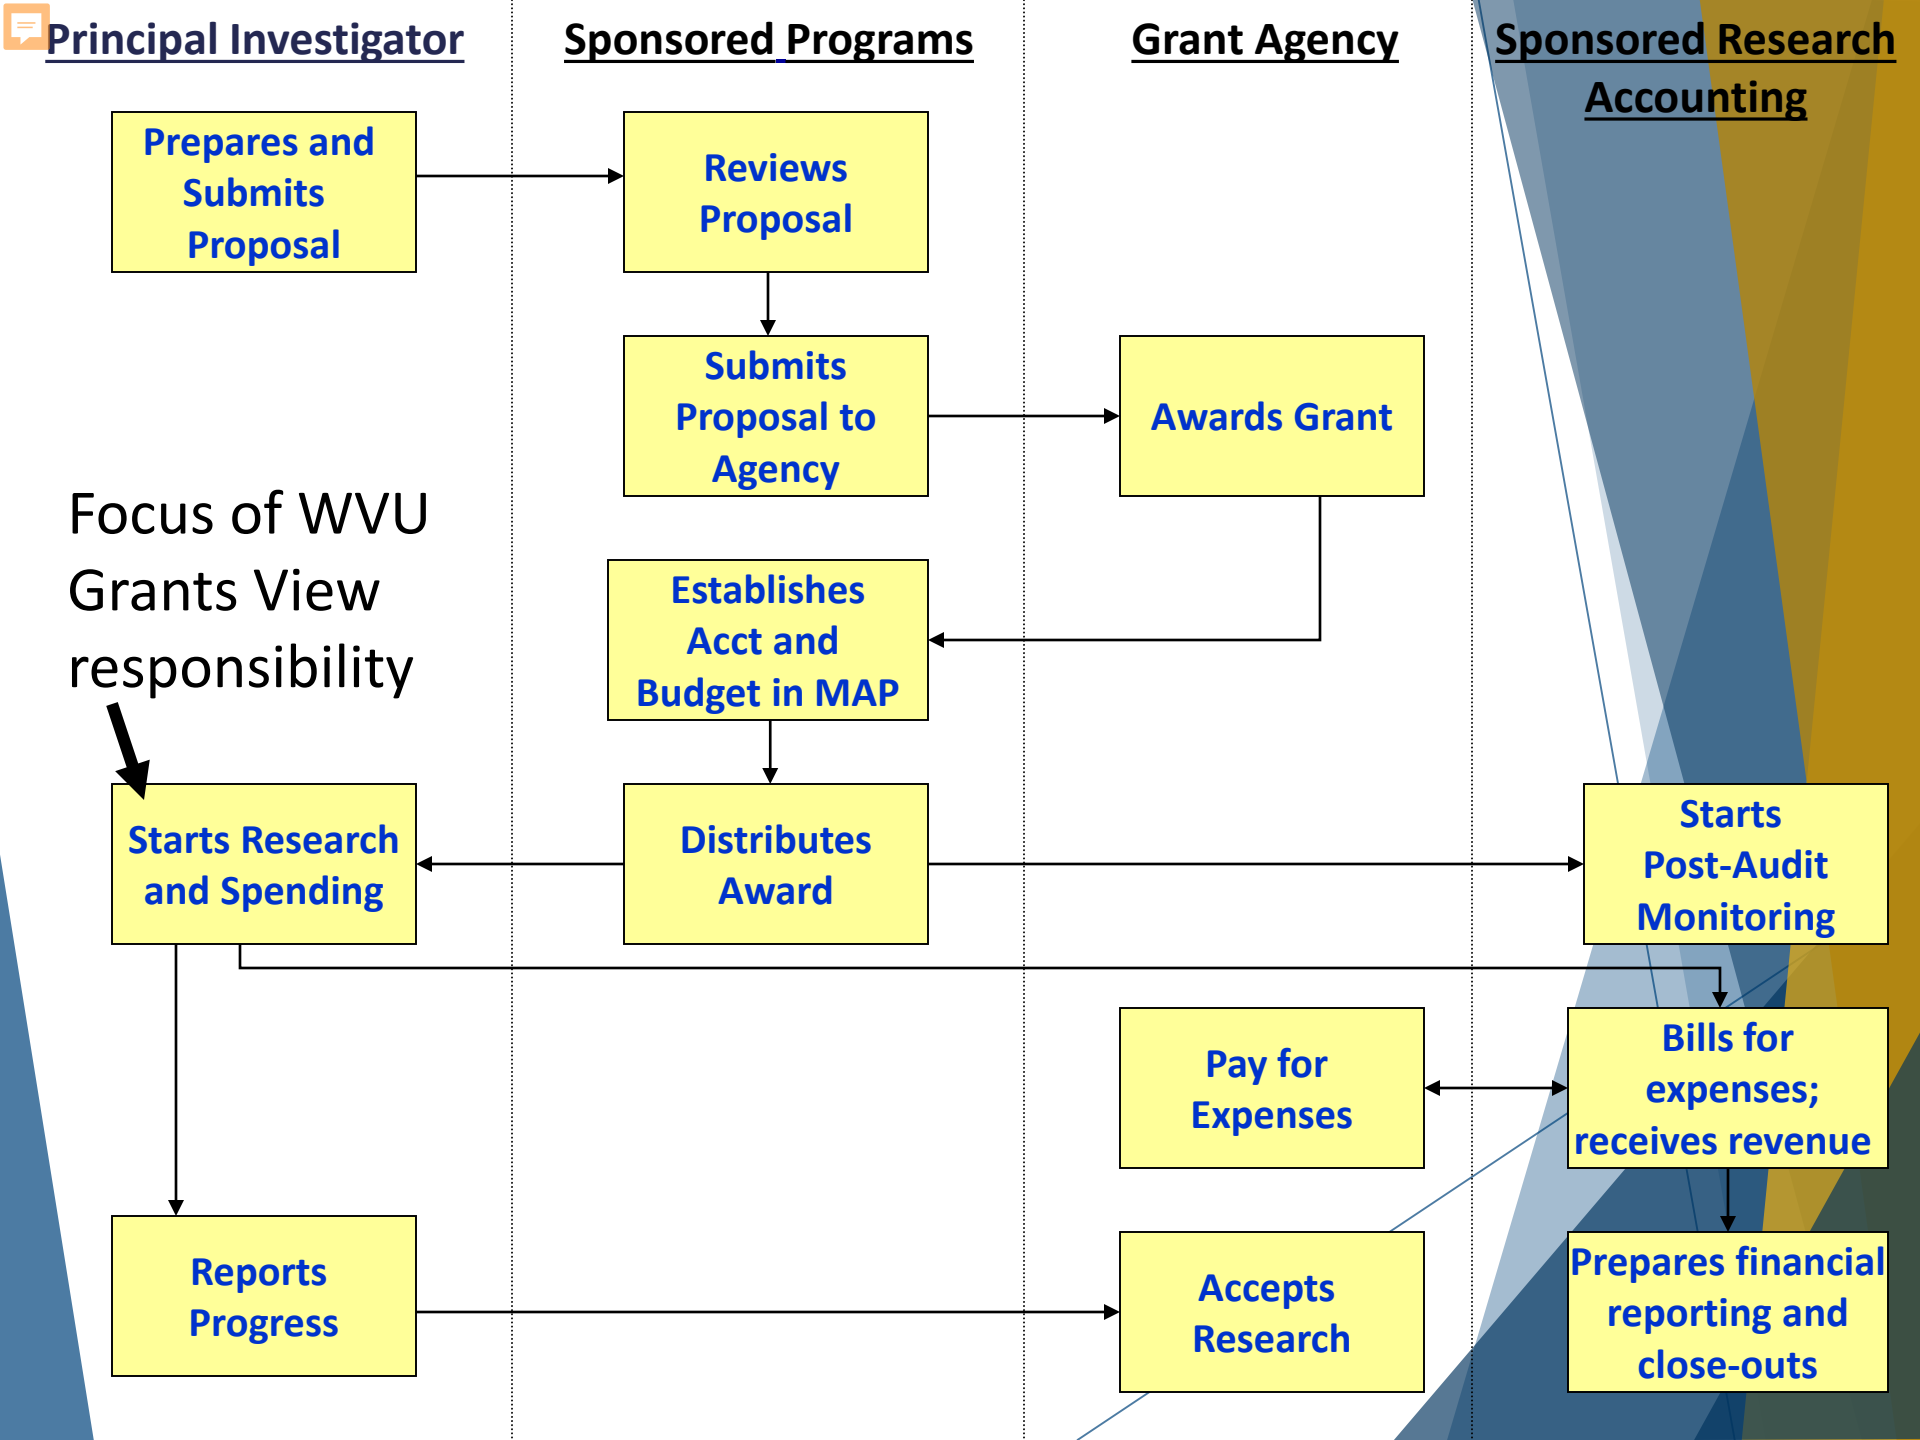 Principal Investigator
Sponsored Programs
Grant Agency
Sponsored Research
Accounting
Prepares and
Submits
Proposal
Reviews
Proposal
Submits
Proposal to
Agency
Awards Grant
Focus of WVU
Grants View
responsibility
Establishes
Acct and
Budget in MAP
Starts Research
and Spending
Distributes
Award
Starts
Post-Audit
Monitoring
Pay for
Expenses
Bills for
expenses;
receives revenue
Reports
Progress
Accepts
Research
Prepares financial
reporting and
close-outs